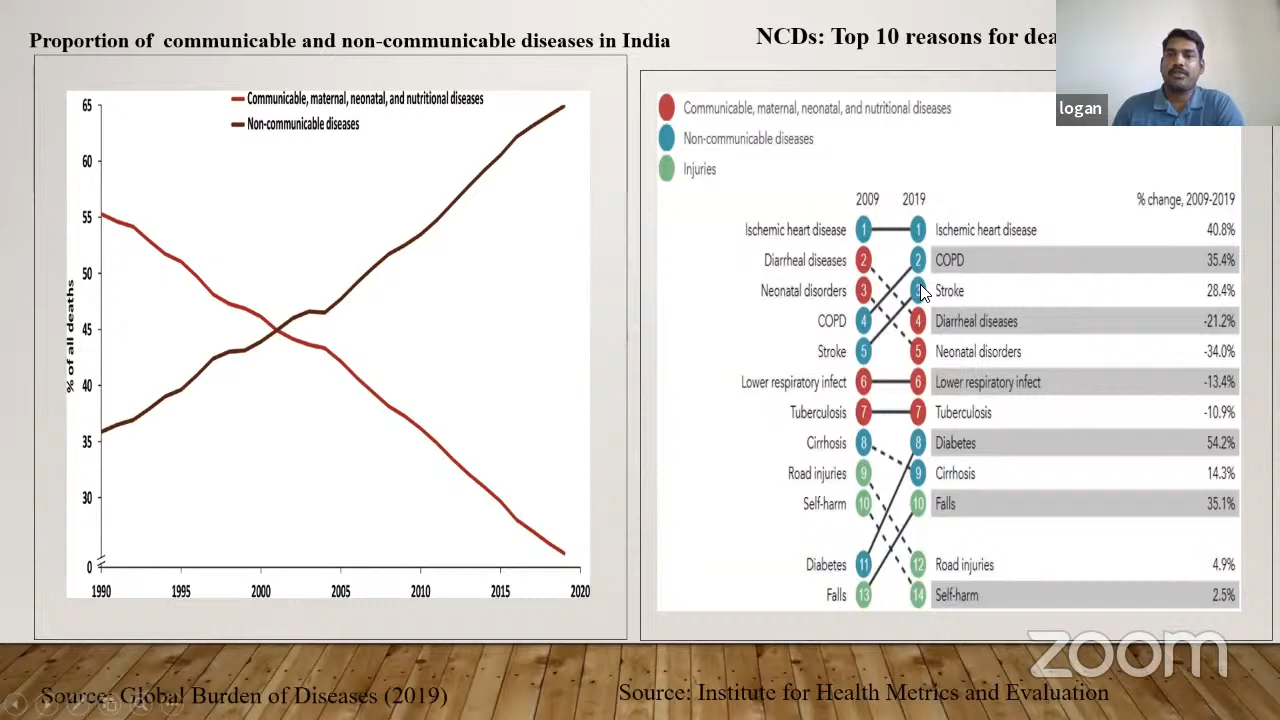 Proportion of communicable and non-communicable diseases in India
Communicable, maternal, neonatal, and nutritional diseases
Non-communicable diseases
% of all deaths
65
60
55
50
45
40
35
30
0
1990 1995 2000 2005 2010 2015 2020
Source: Global Burden of Diseases (2019)
NCDs: Top 10 reasons for
logan
Communicable, maternal, neonatal, and nutritional diseases
Non-communicable diseases
Injuries
2009 2019 % change, 2009-2019
Ischemic heart disease 1 1 Ischemic heart disease 40.8%
Diarrheal diseases 2 2 COPD 35.4%
Neonatal disorders 3 3 Stroke 28.4%
COPD 4 4 Diarrheal diseases -21.2%
Stroke 5 5 Neonatal disorders -34.0%
Lower respiratory infect 6 6 Lower respiratory infect -13.4%
Tuberculosis 7 7 Tuberculosis -10.9%
Cirrhosis 8 8 Diabetes 54.2%
Road injuries 9 9 Cirrhosis 14.3%
Self-harm 10 10 Falls 35.1%
Diabetes 11 12 Road injuries 4.9%
Falls 13 14 Self-harm 2.5%
Source: Institute for Health Metrics and Evaluation
zoom